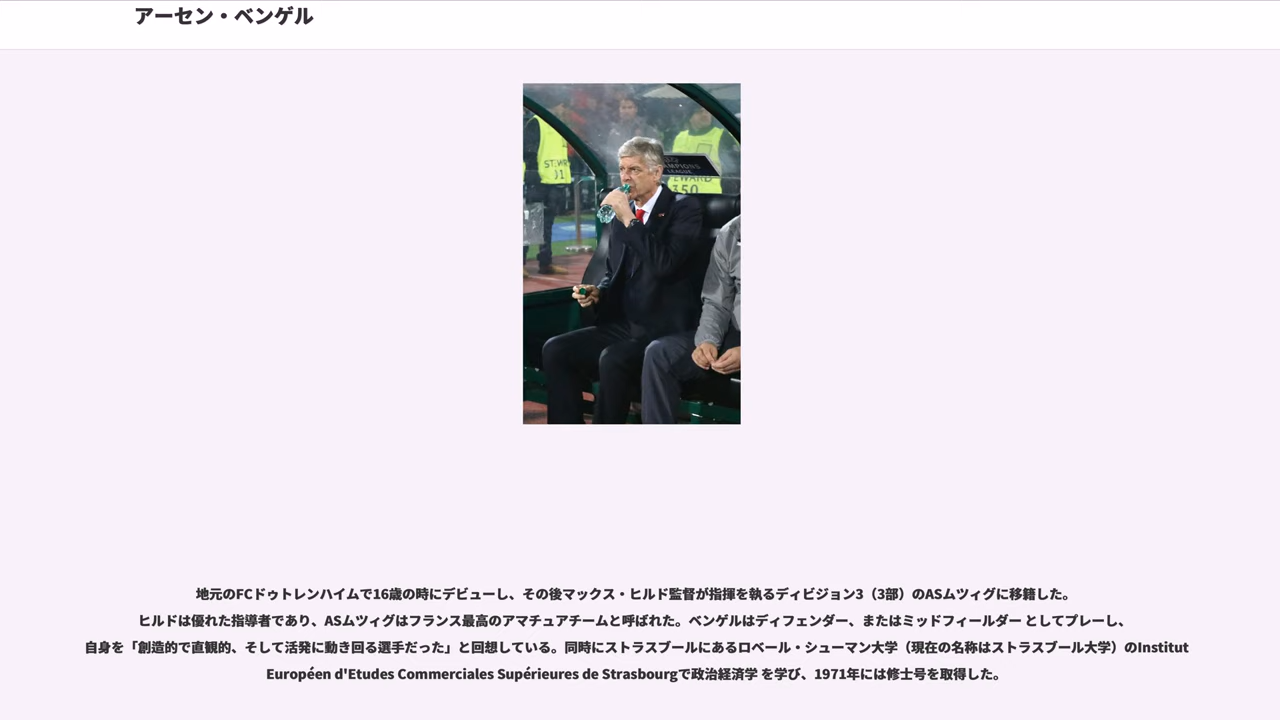 アーセン・ベンゲル
STEWARD
350
地元のFCドゥトレンハイムで16歳の時にデビューし、その後マックス・ヒルド監督が指揮を執るディビジョン3（3部）のASムツィグに移籍した。
ヒルドは優れた指導者であり、ASムツィグはフランス最高のアマチュアチームと呼ばれた。ベンゲルはディフェンダー、またはミッドフィールダー としてプレーし、
自身を「創造的で直観的、そして活発に動き回る選手だった」と回想している。同時にストラスブールにあるロベール・シューマン大学（現在の名称はストラスブール大学）のInstitut
Européen d'Etudes Commerciales Supérieures de Strasbourgで政治経済学 を学び、1971年には修士号を取得した。